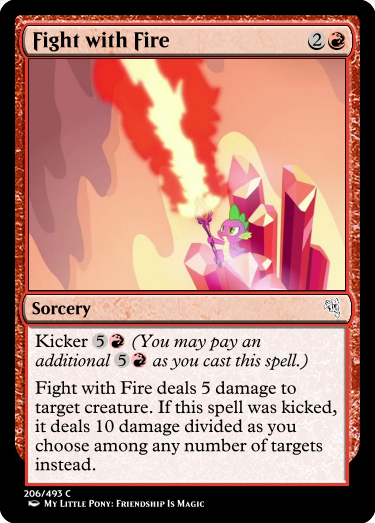 Fight with Fire 2
Sorcery
Kicker 5 (You may pay an
additional 5 as you cast this spell.)
Fight with Fire deals 5 damage to
target creature. If this spell was kicked,
it deals 10 damage divided as you
choose among any number of targets
instead.
206/493 C
My Little Pony: Friendship Is Magic